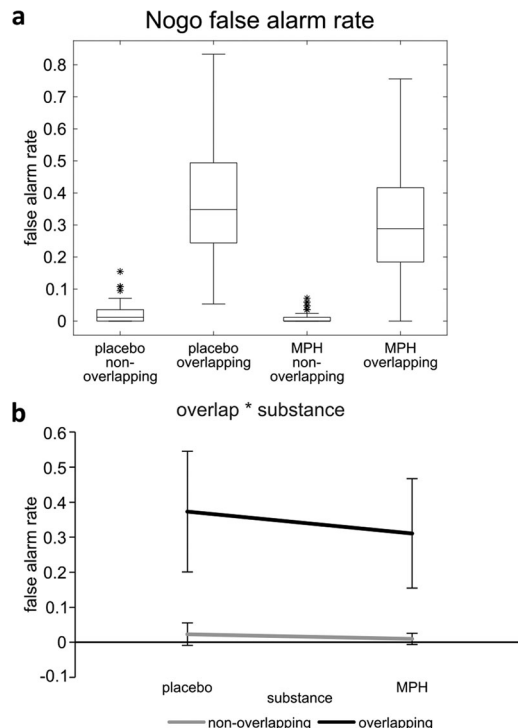 a
Nogo false alarm rate
false alarm rate
0.8
0.7
0.6
0.5
0.4
0.3
0.2
0.1
0
placebo
non-
overlapping
placebo
overlapping
MPH
non-
overlapping
MPH
overlapping
b
overlap * substance
false alarm rate
0.6
0.5
0.4
0.3
0.2
0.1
0
-0.1
placebo
MPH
substance
non-overlapping
overlapping